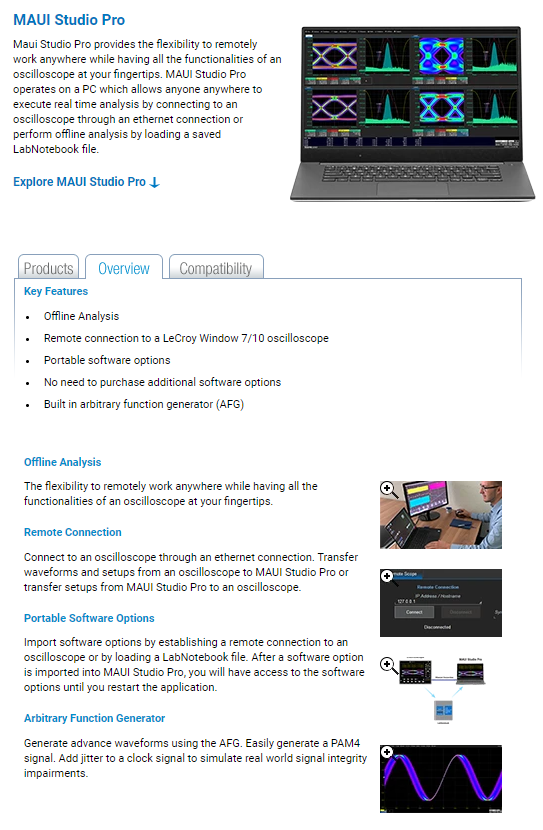 MAUI Studio Pro
Maui Studio Pro provides the flexibility to remotely
work anywhere while having all the functionalities of an
oscilloscope at your fingertips. MAUI Studio Pro
operates on a PC which allows anyone anywhere to
execute real time analysis by connecting to an
oscilloscope through an ethernet connection or
perform offline analysis by loading a saved
LabNotebook file.
Explore MAUI Studio Pro ↓
Products
Overview
Compatibility
Key Features
• Offline Analysis
• Remote connection to a LeCroy Window 7/10 oscilloscope
• Portable software options
• No need to purchase additional software options
• Built in arbitrary function generator (AFG)
Offline Analysis
The flexibility to remotely work anywhere while having all the
functionalities of an oscilloscope at your fingertips.
Remote Connection
Connect to an oscilloscope through an ethernet connection. Transfer
waveforms and setups from an oscilloscope to MAUI Studio Pro or
transfer setups from MAUI Studio Pro to an oscilloscope.
mote Scope
Remote Connection
IP Address / Hostname
127.0.0.1
Connect
Disconnected
Portable Software Options
Import software options by establishing a remote connection to an
oscilloscope or by loading a LabNotebook file. After a software option
is imported into MAUI Studio Pro, you will have access to the software
options until you restart the application.
MAUI Studio Pro
Arbitrary Function Generator
Generate advance waveforms using the AFG. Easily generate a PAM4
signal. Add jitter to a clock signal to simulate real world signal integrity
impairments.